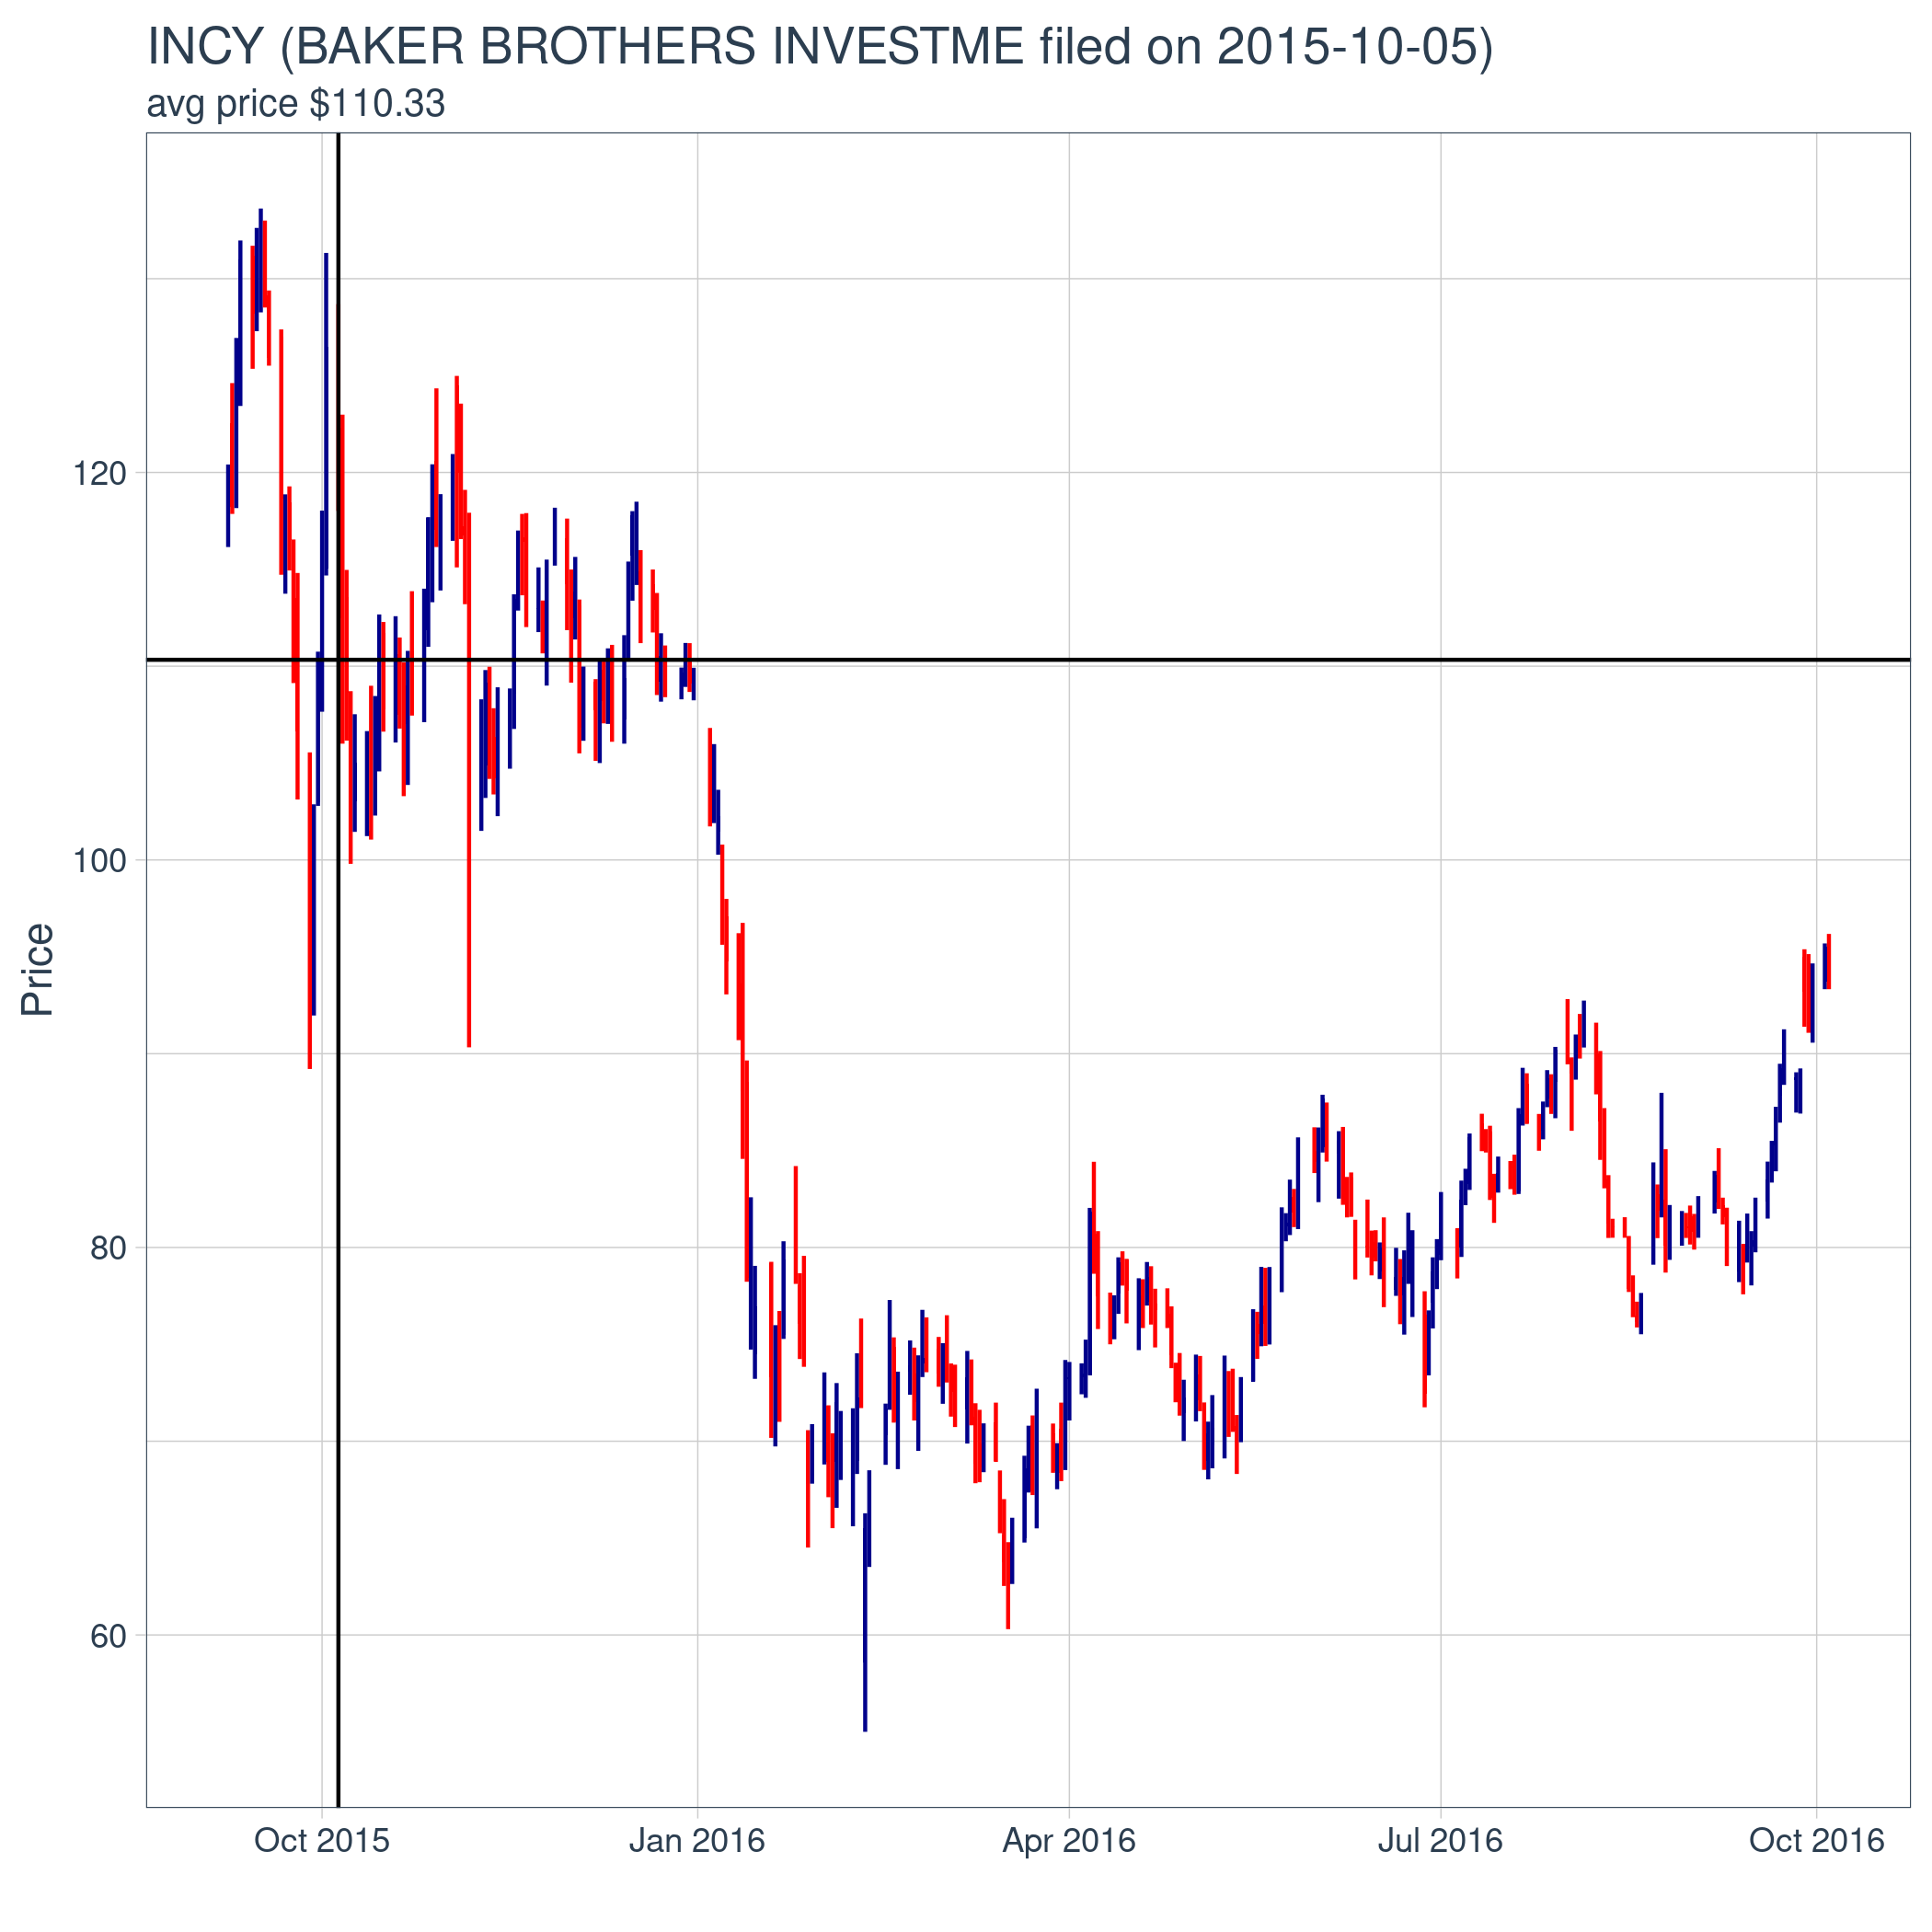 INCY (BAKER BROTHERS INVESTME filed on 2015-10-05)
avg price $110.33
120
100
80
60
Price
Oct 2015
Jan 2016
Apr 2016
Jul 2016
Oct 2016